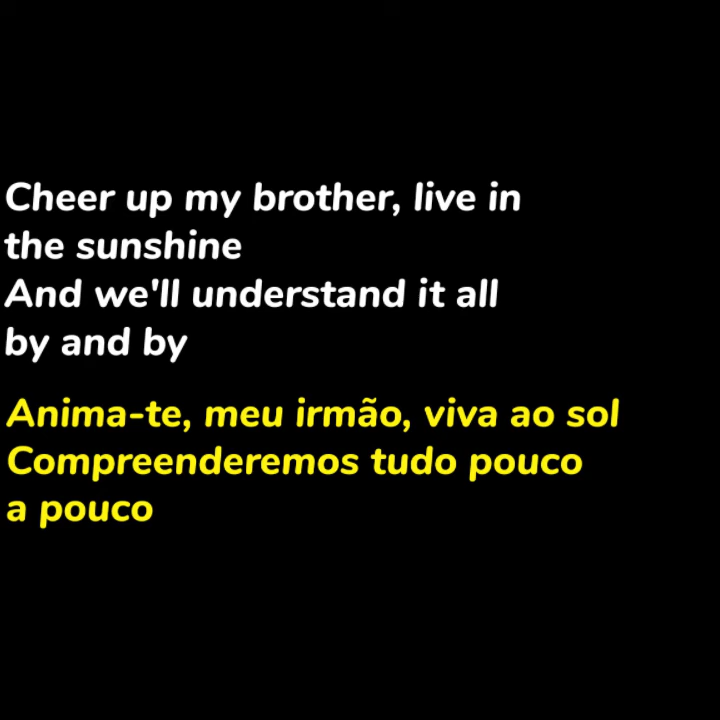 Cheer up my brother, live in
the sunshine
And we'll understand it all
by and by
Anima-te, meu irmão, viva ao sol
Compreenderemos tudo pouco
a pouco